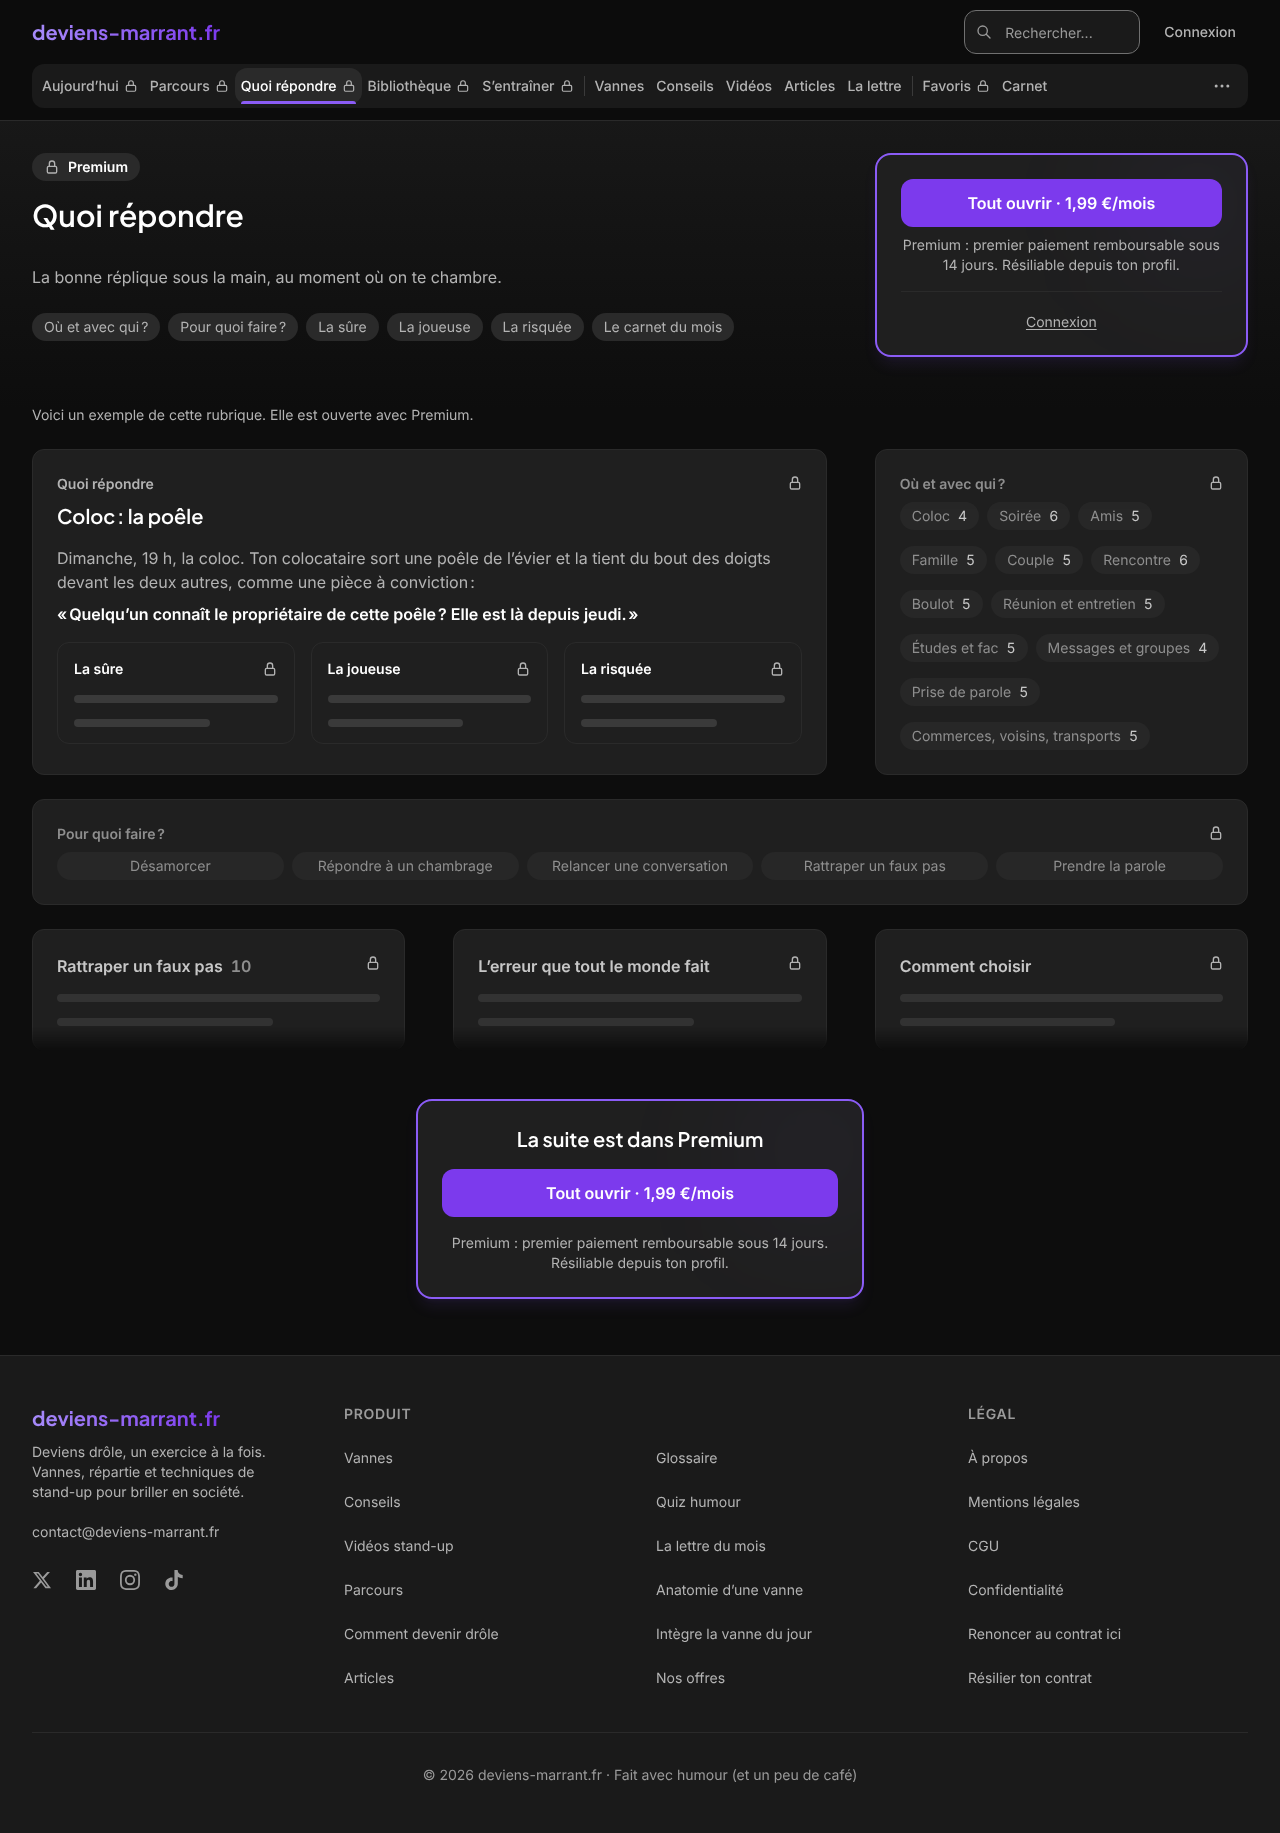 deviens-marrant.fr
Rechercher...
Connexion
Aujourd’hui
Parcours
Quoi répondre
Bibliothèque
S’entraîner
Vannes
Conseils
Vidéos
Articles
La lettre
Favoris
Carnet
Premium
Quoi répondre
La bonne réplique sous la main, au moment où on te chambre.
Où et avec qui ?
Pour quoi faire ?
La sûre
La joueuse
La risquée
Le carnet du mois
Tout ouvrir · 1,99 €/mois
Premium : premier paiement remboursable sous
14 jours. Résiliable depuis ton profil.
Connexion
Voici un exemple de cette rubrique. Elle est ouverte avec Premium.
Quoi répondre
Coloc : la poêle
Dimanche, 19 h, la coloc. Ton colocataire sort une poêle de l’évier et la tient du bout des doigts
devant les deux autres, comme une pièce à conviction :
« Quelqu’un connaît le propriétaire de cette poêle ? Elle est là depuis jeudi. »
La sûre
La joueuse
La risquée
Où et avec qui ?
Coloc 4
Soirée 6
Amis 5
Famille 5
Couple 5
Rencontre 6
Boulot 5
Réunion et entretien 5
Études et fac 5
Messages et groupes 4
Prise de parole 5
Commerces, voisins, transports 5
Pour quoi faire ?
Désamorcer
Répondre à un chambrage
Relancer une conversation
Rattraper un faux pas
Prendre la parole
Rattraper un faux pas 10
L’erreur que tout le monde fait
Comment choisir
La suite est dans Premium
Tout ouvrir · 1,99 €/mois
Premium : premier paiement remboursable sous 14 jours.
Résiliable depuis ton profil.
deviens-marrant.fr
Deviens drôle, un exercice à la fois.
Vannes, répartie et techniques de
stand-up pour briller en société.
contact@deviens-marrant.fr
PRODUIT
Vannes
Conseils
Vidéos stand-up
Parcours
Comment devenir drôle
Articles
Glossaire
Quiz humour
La lettre du mois
Anatomie d’une vanne
Intègre la vanne du jour
Nos offres
LÉGAL
À propos
Mentions légales
CGU
Confidentialité
Renoncer au contrat ici
Résilier ton contrat
© 2026 deviens-marrant.fr · Fait avec humour (et un peu de café)